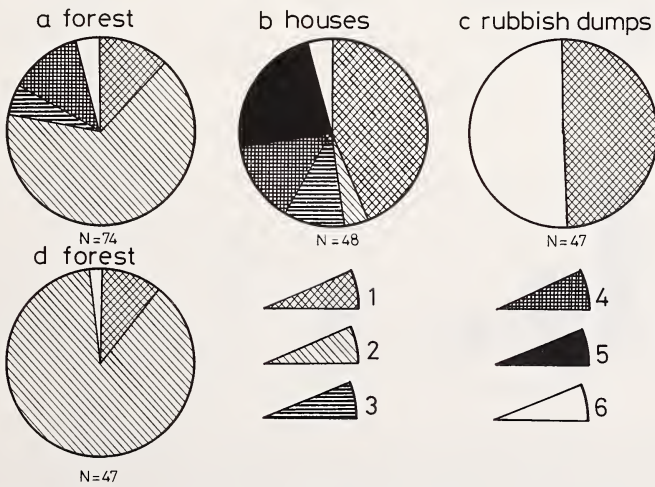 a forest
b houses
c rubbish dumps
N=74
N=48
N=47
d forest
1
4
2
5
3
6
N=47